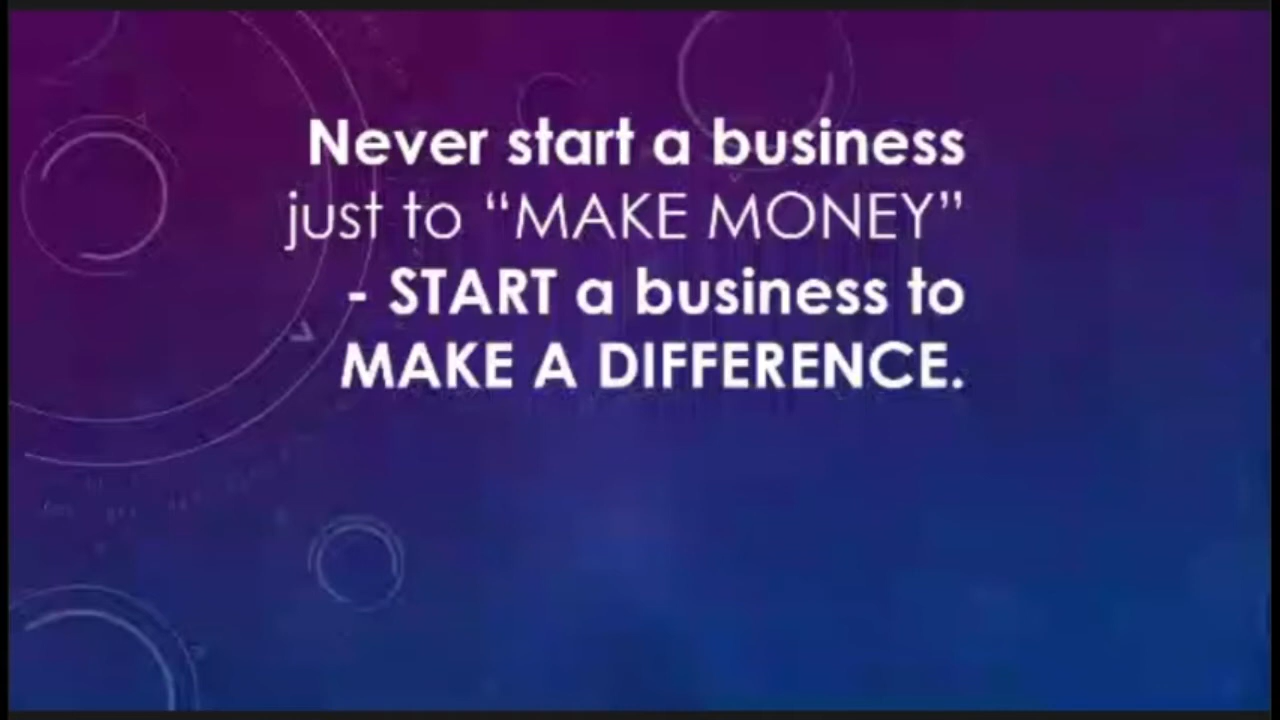 Never start a business
just to “MAKE MONEY”
- START a business to
MAKE A DIFFERENCE.